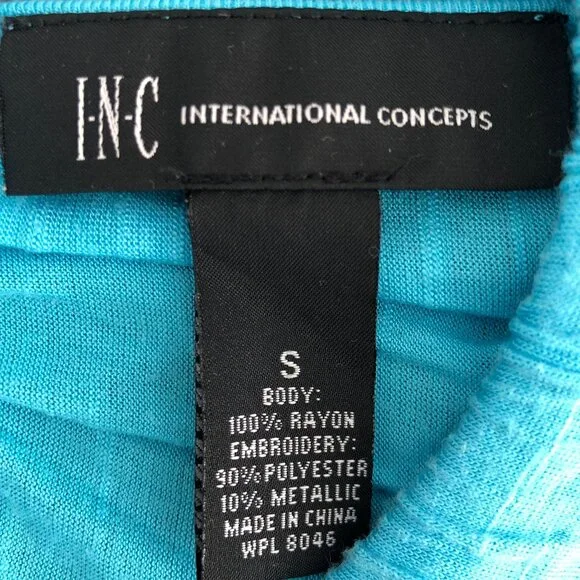 I·N·C INTERNATIONAL CONCEPTS
S
BODY:
100% RAYON
EMBROIDERY:
90% POLYESTER
10% METALLIC
MADE IN CHINA
WPL 8046